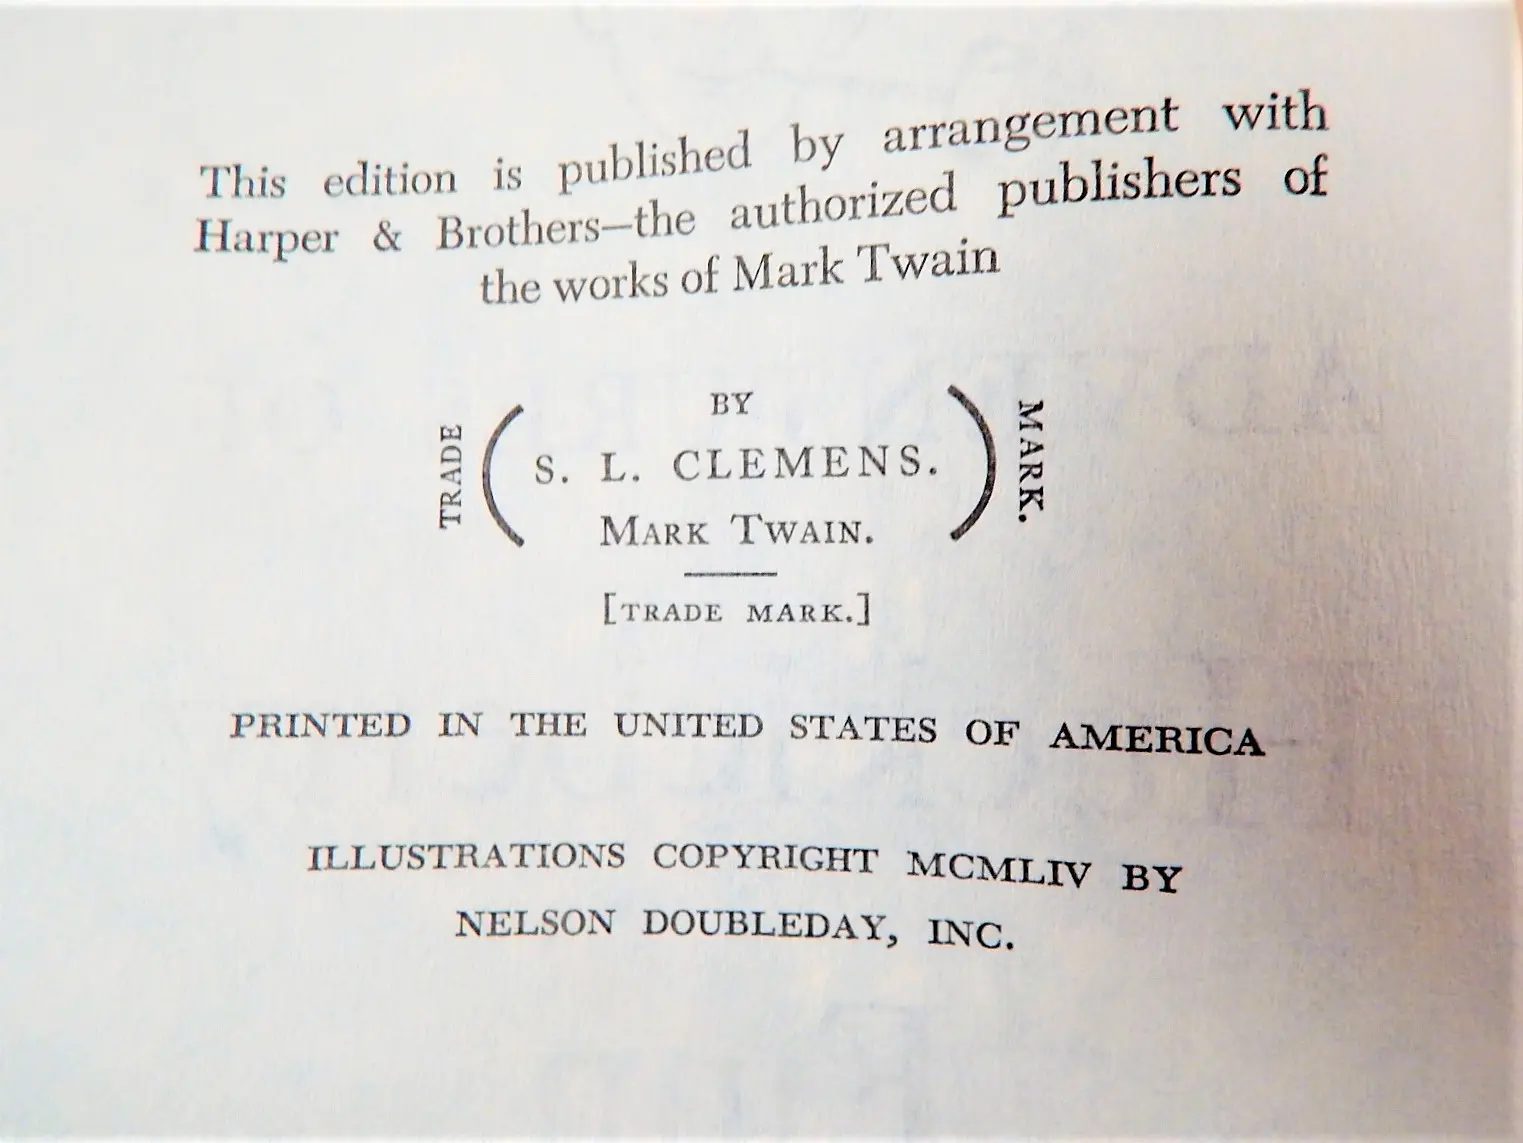 This edition is published by arrangement with
Harper & Brothers—the authorized publishers of
the works of Mark Twain
BY
TRADE S. L. CLEMENS. MARK.
MARK TWAIN.
[TRADE MARK.]
PRINTED IN THE UNITED STATES OF AMERICA
ILLUSTRATIONS COPYRIGHT MCMLIV BY
NELSON DOUBLEDAY, INC.